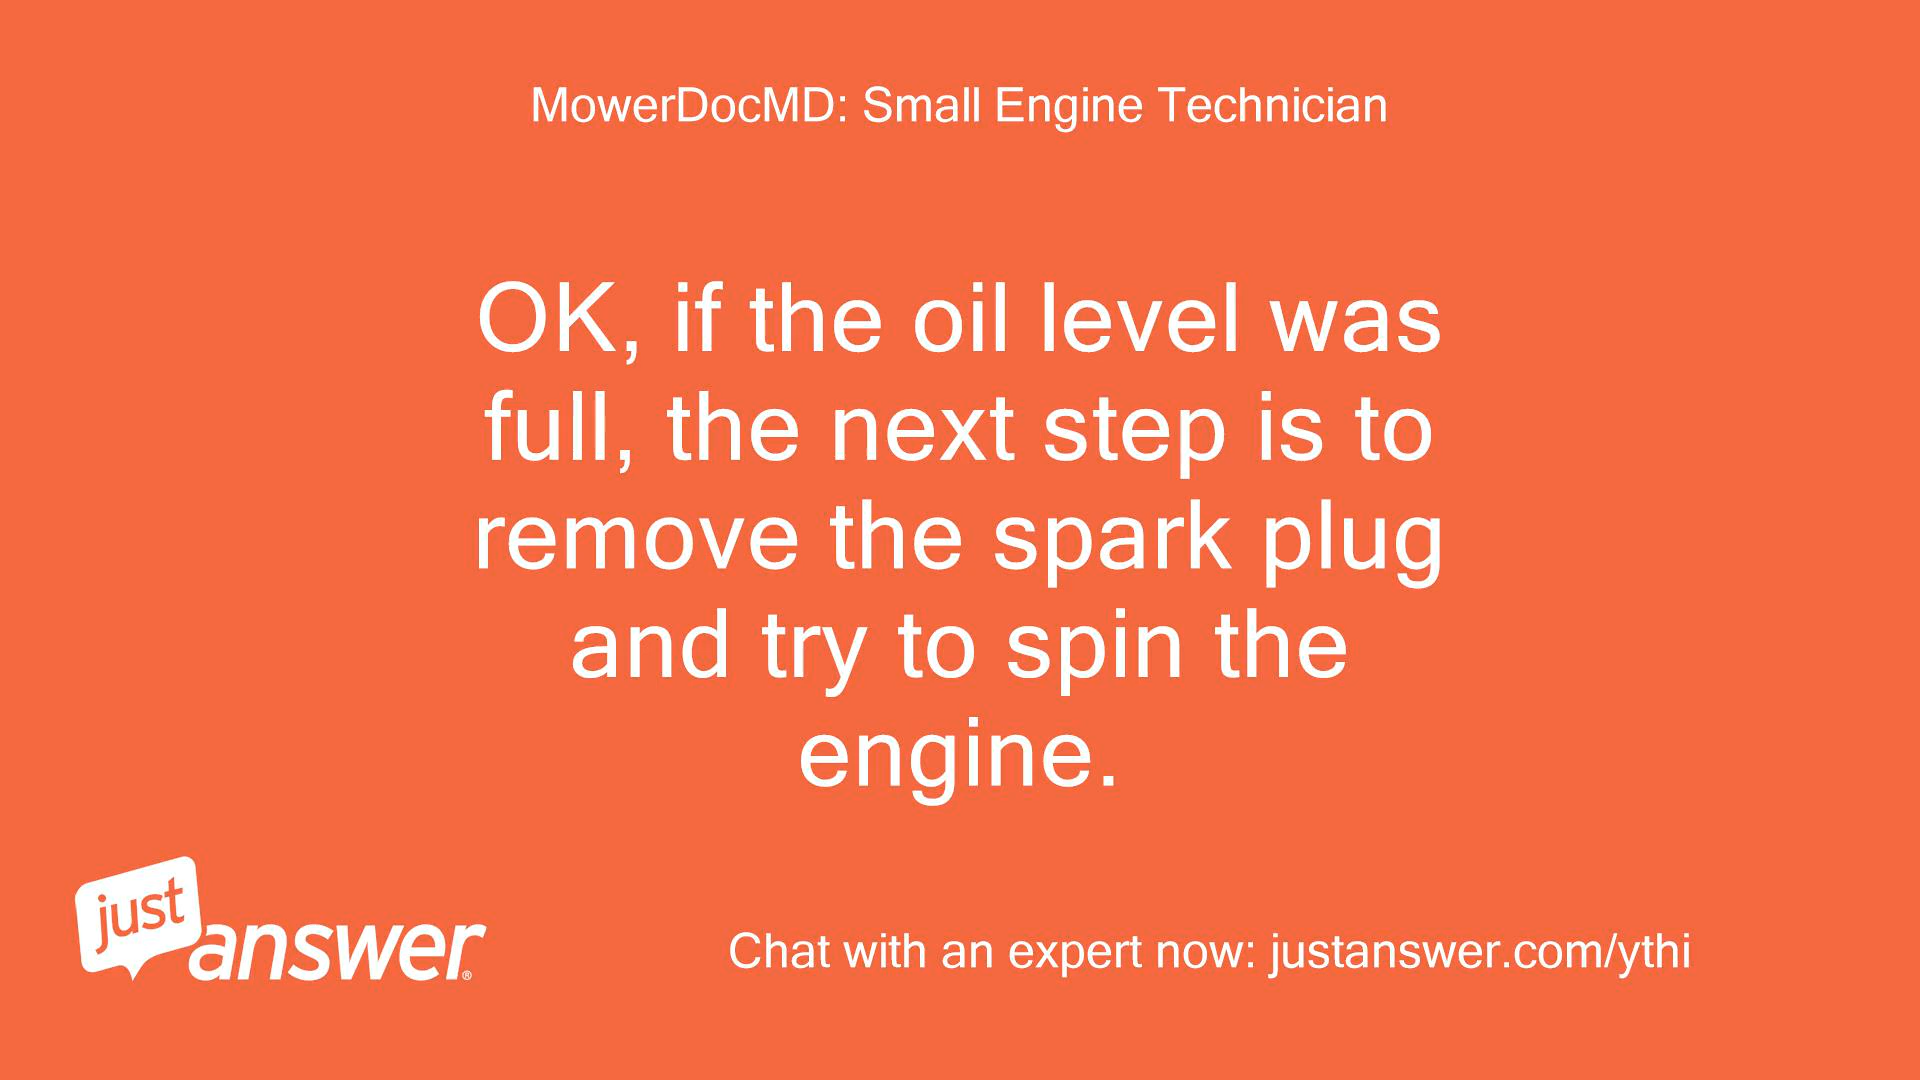 MowerDocMD: Small Engine Technician
OK, if the oil level was
full, the next step is to
remove the spark plug
and try to spin the
engine.
just
answer®
Chat with an expert now: justanswer.com/ythi